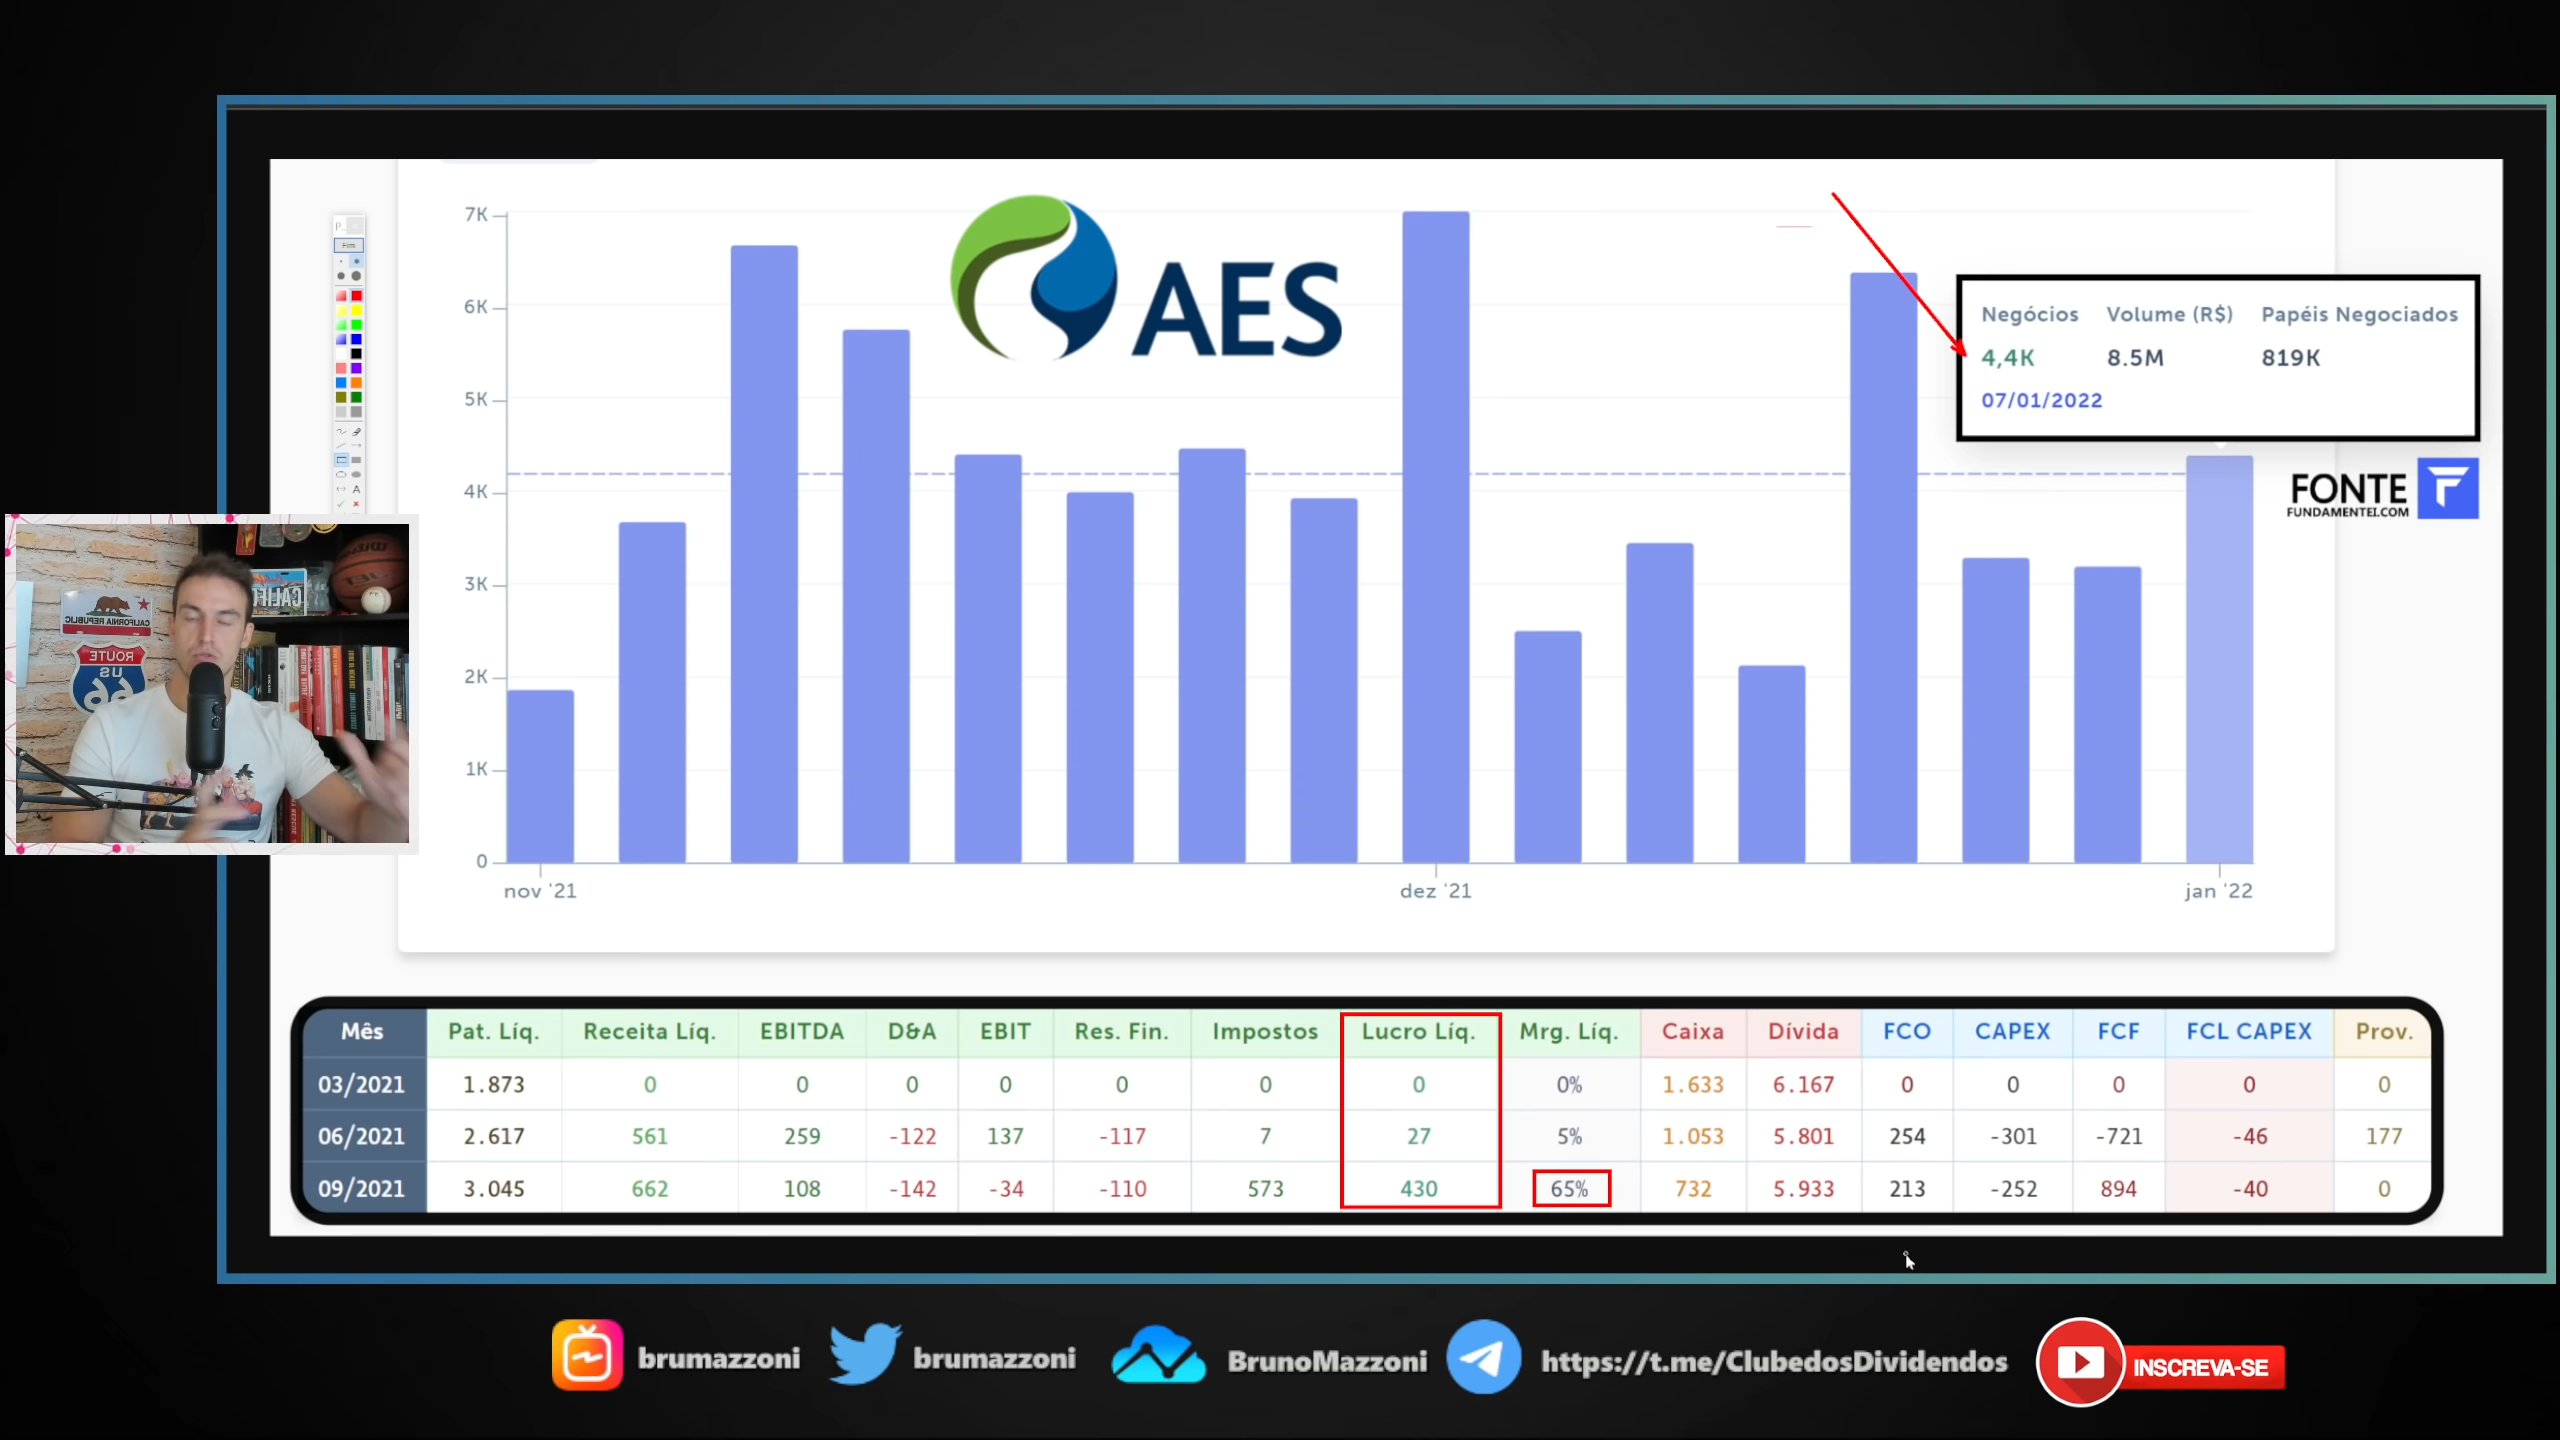 7K
6K
5K
4K
3K
2K
1K
0
AES
Negócios Volume (R$) Papéis Negociados
4,4K 8.5M 819K
07/01/2022
FONTE
FUNDAMENTEI.COM
nov '21 dez '21 jan '22
CALIFORNIA REPUBLIC
ROUTE
US
66
Wilson
Mês Pat. Líq. Receita Líq. EBITDA D&A EBIT Res. Fin. Impostos Lucro Líq. Mrg. Líq. Caixa Dívida FCO CAPEX FCF FCL CAPEX Prov.
03/2021 1.873 0 0 0 0 0 0 0 0% 1.633 6.167 0 0 0 0 0
06/2021 2.617 561 259 -122 137 -117 7 27 5% 1.053 5.801 254 -301 -721 -46 177
09/2021 3.045 662 108 -142 -34 -110 573 430 65% 732 5.933 213 -252 894 -40 0
brumazzoni brumazzoni BrunoMazzoni https://t.me/ClubedosDividendos INSCREVA-SE